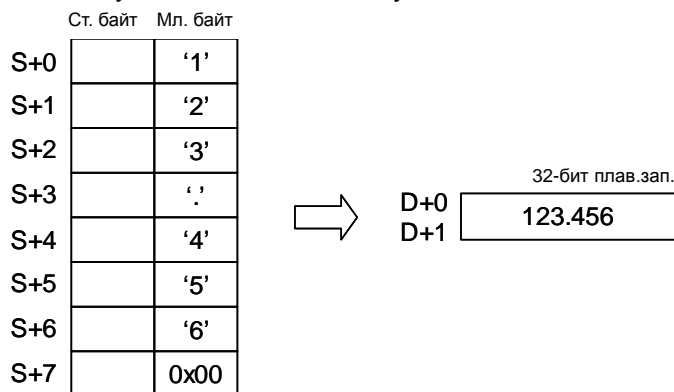 Ст. байт Мл. байт
S+0 ‘1’
S+1 ‘2’
S+2 ‘3’
S+3 ‘.’
S+4 ‘4’
S+5 ‘5’
S+6 ‘6’
S+7 0x00
32-бит плав.зап.
D+0
D+1
123.456